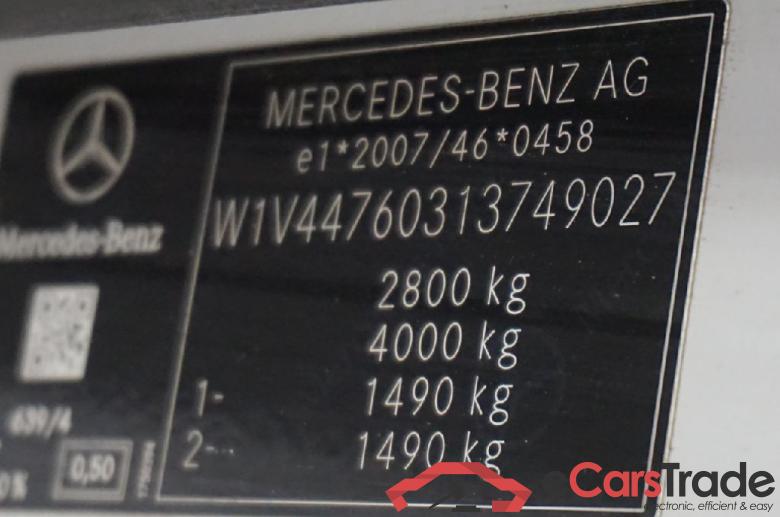 MERCEDES-BENZ AG
e1*2007/46*0458
W1V44760313749027
2800 kg
4000 kg
1- 1490 kg
2- 1490 kg
Mercedes-Benz
639/4
0,50
0%
CarsTrade
electronic, efficient & easy